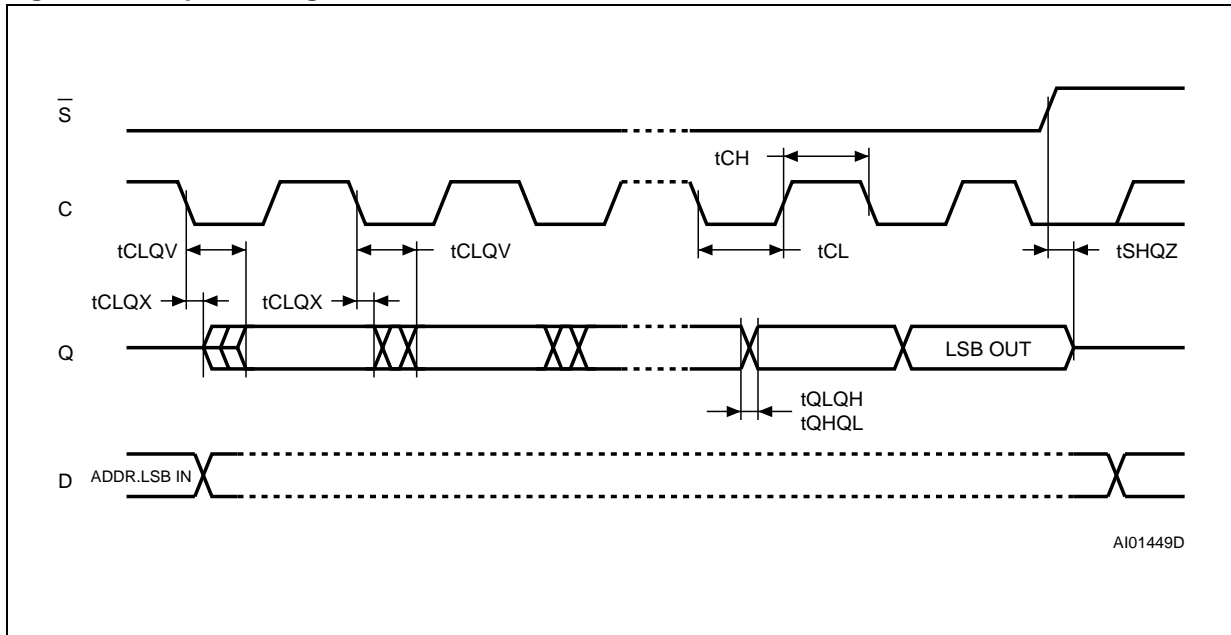 S
tCH
C
tCLQV
tCLQV
tCL
tSHQZ
tCLQX
tCLQX
Q
LSB OUT
tQLQH
tQHQL
D
ADDR.LSB IN
AI01449D